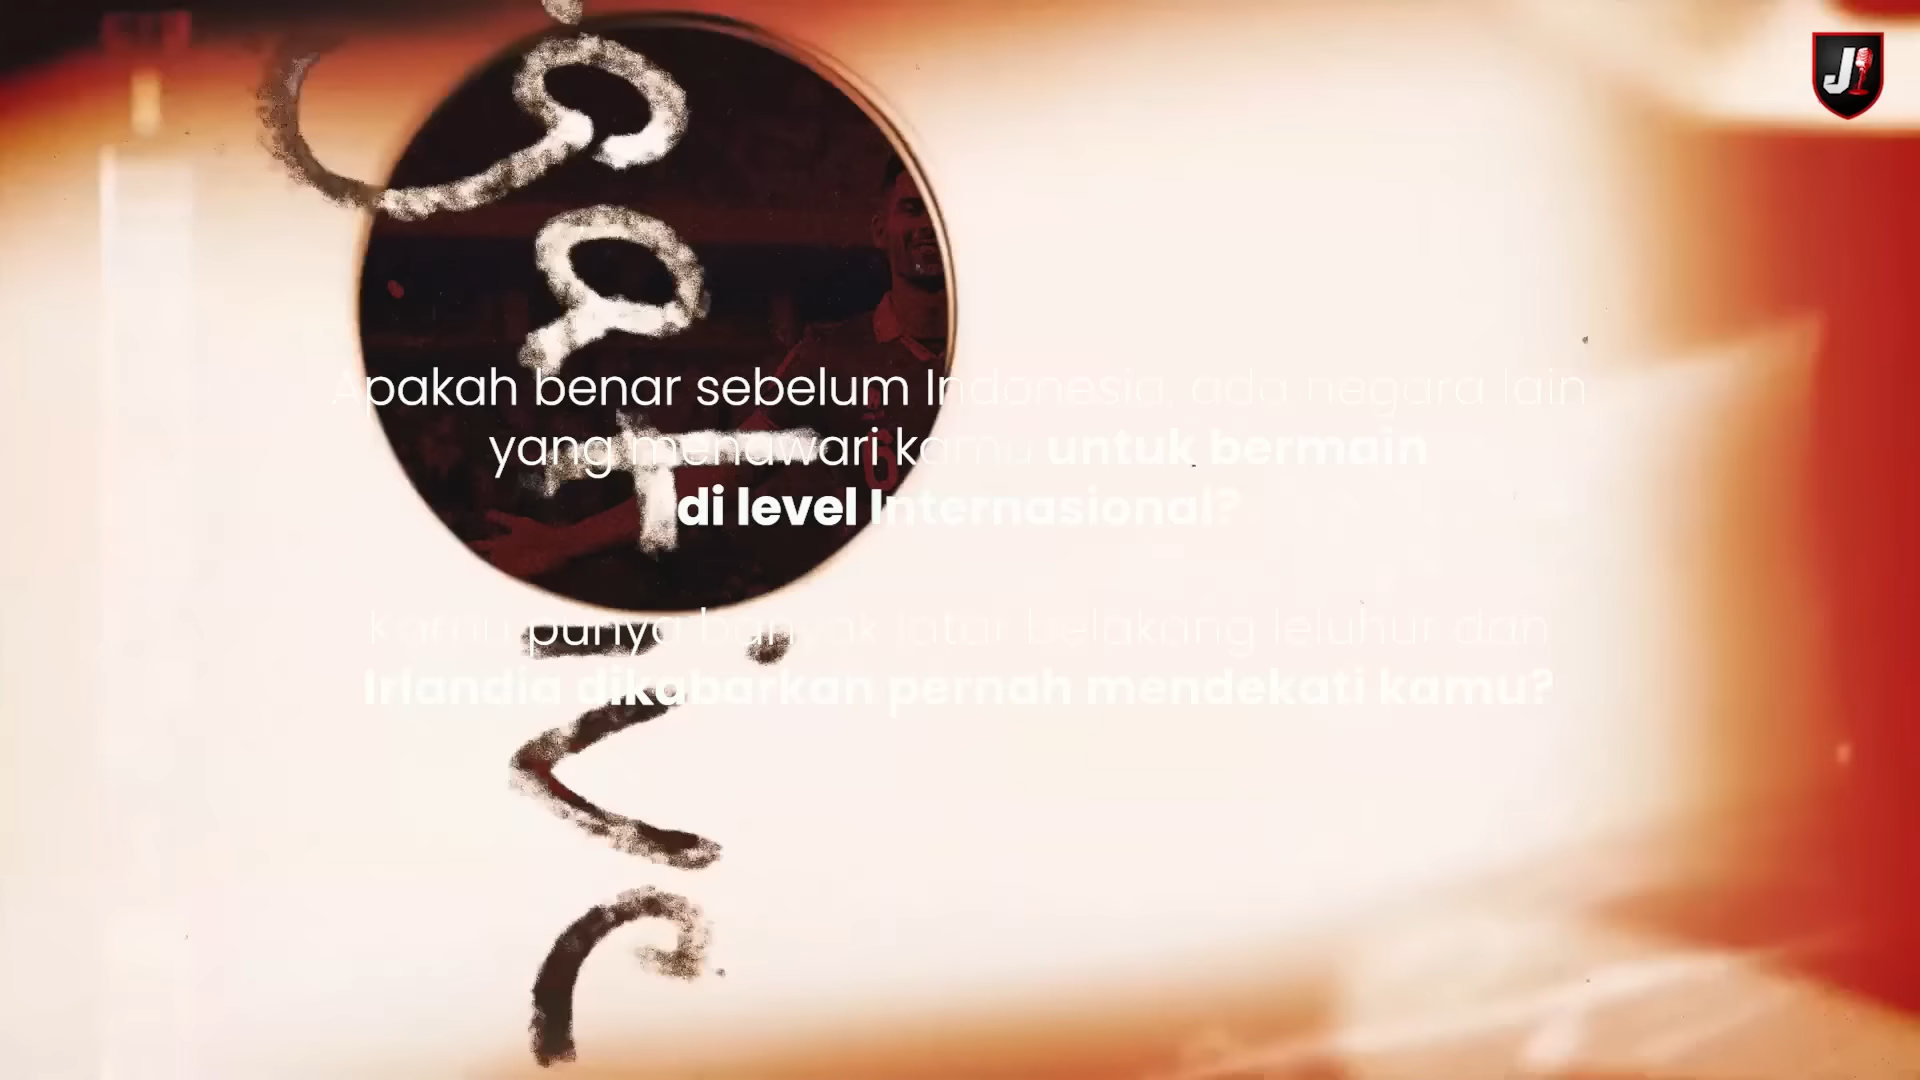 Apakah benar sebelum Indonesia, ada negara lain
yang menawari kamu untuk bermain
di level Internasional?
Kamu punya banyak latar belakang leluhur dan
Irlandia dikabarkan pernah mendekati kamu?